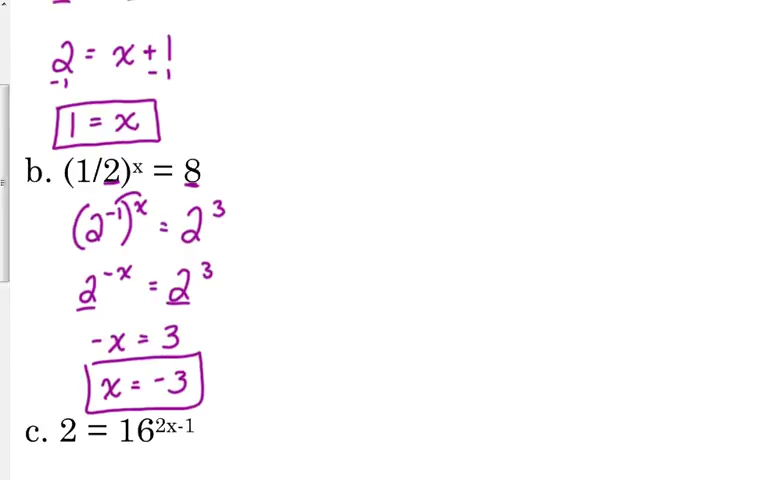 2 = x + 1
-1 -1
1 = x
b. (1/2)ˣ = 8
(2⁻¹)ˣ = 2³
2⁻ˣ = 2³
-x = 3
x = -3
c. 2 = 16²ˣ⁻¹